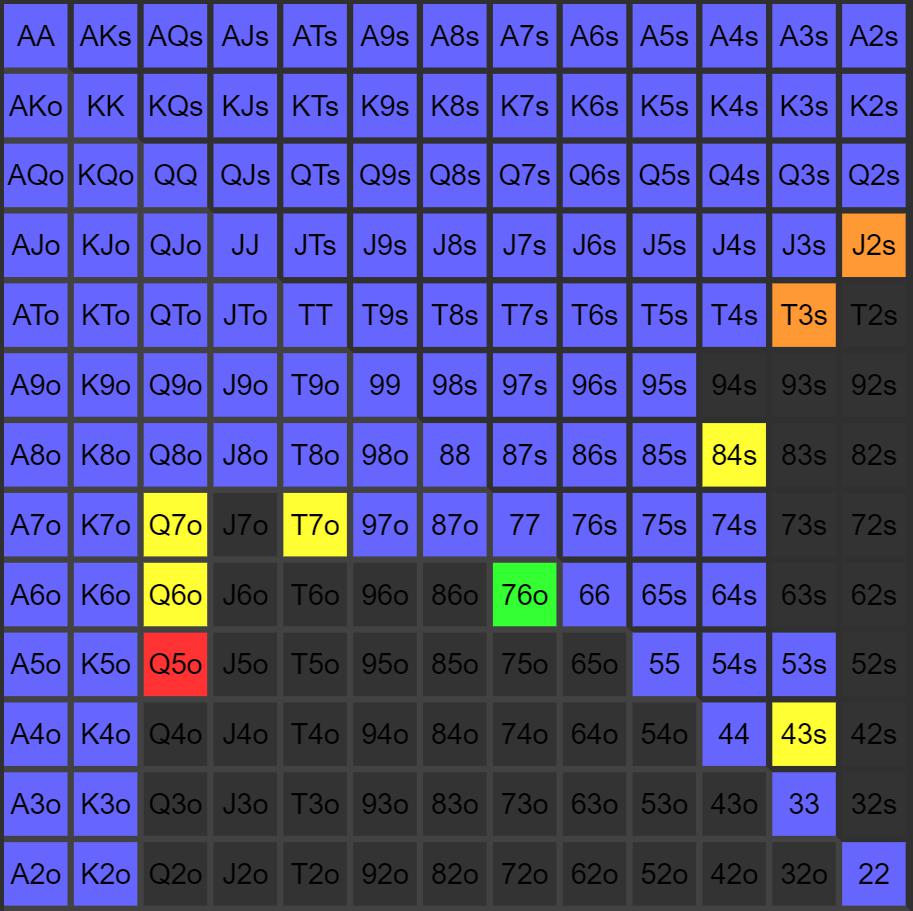 AA AKs AQs AJs ATs A9s A8s A7s A6s A5s A4s A3s A2s
AKo KK KQs KJs KTs K9s K8s K7s K6s K5s K4s K3s K2s
AQo KQo QQ QJs QTs Q9s Q8s Q7s Q6s Q5s Q4s Q3s Q2s
AJo KJo QJo JJ JTs J9s J8s J7s J6s J5s J4s J3s J2s
ATo KTo QTo JTo TT T9s T8s T7s T6s T5s T4s T3s T2s
A9o K9o Q9o J9o T9o 99 98s 97s 96s 95s 94s 93s 92s
A8o K8o Q8o J8o T8o 98o 88 87s 86s 85s 84s 83s 82s
A7o K7o Q7o J7o T7o 97o 87o 77 76s 75s 74s 73s 72s
A6o K6o Q6o J6o T6o 96o 86o 76o 66 65s 64s 63s 62s
A5o K5o Q5o J5o T5o 95o 85o 75o 65o 55 54s 53s 52s
A4o K4o Q4o J4o T4o 94o 84o 74o 64o 54o 44 43s 42s
A3o K3o Q3o J3o T3o 93o 83o 73o 63o 53o 43o 33 32s
A2o K2o Q2o J2o T2o 92o 82o 72o 62o 52o 42o 32o 22